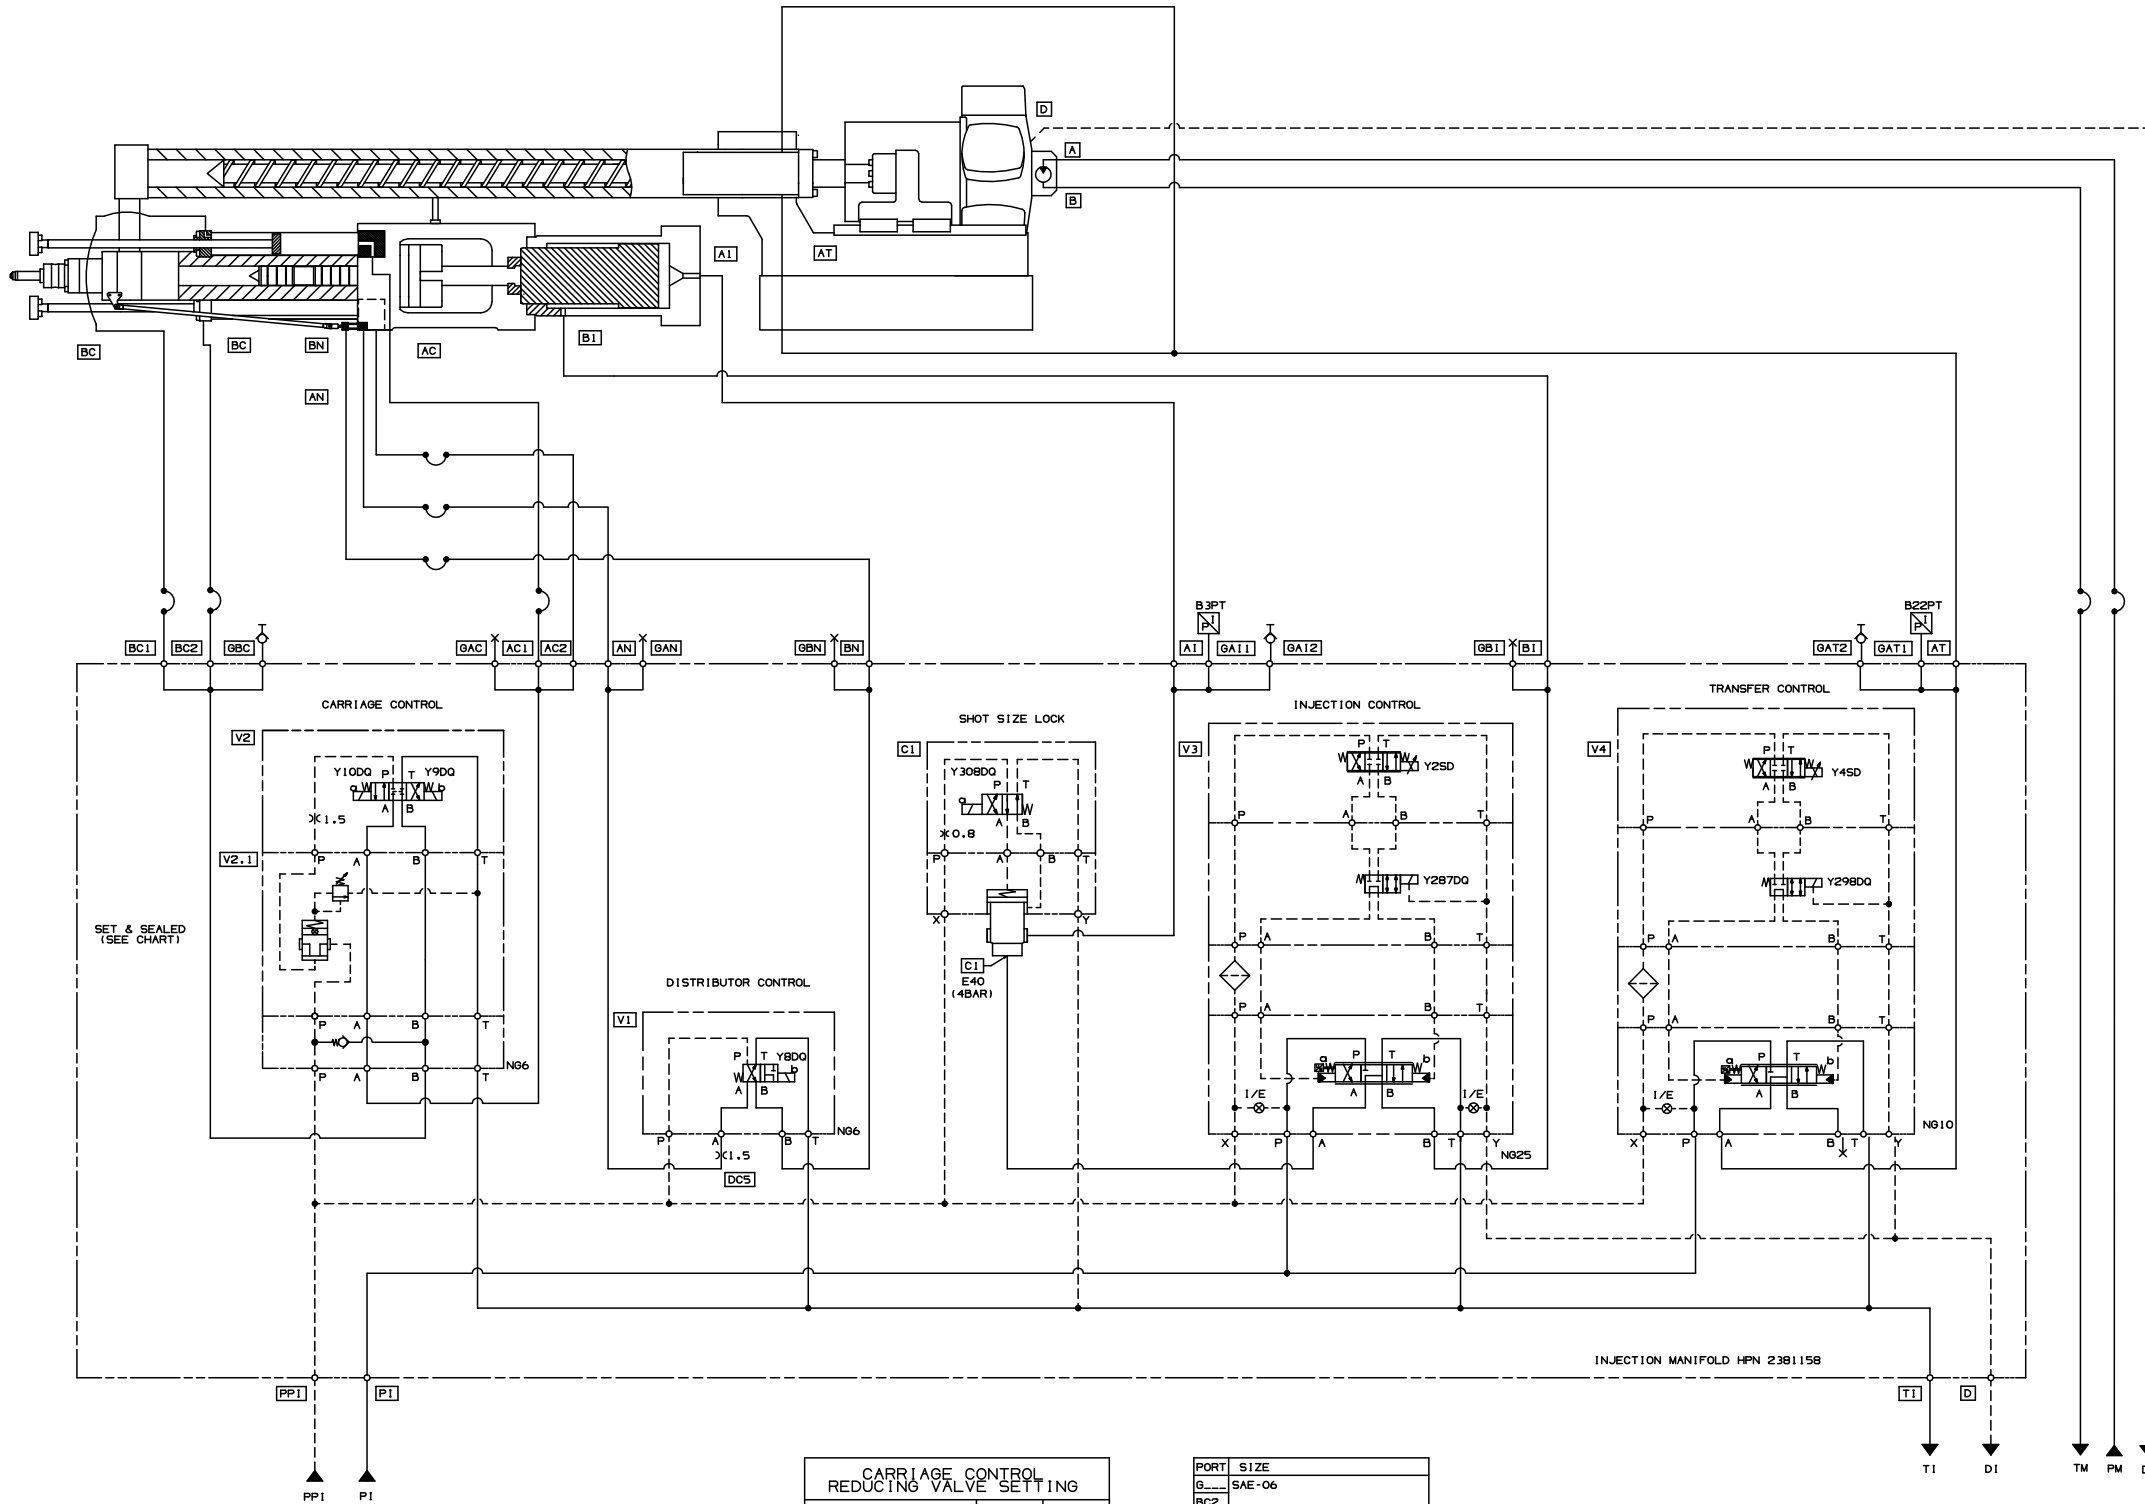 D
A
B
A1
AT
BC
BC
BN
AC
B1
AN
B3PT
I
P
B22PT
I
P
BC1
BC2
GBC
GAC
AC1
AC2
AN
GAN
GBN
BN
AI
GAI1
GAI2
GBI
BI
GAT2
GAT1
AT
CARRIAGE CONTROL
SHOT SIZE LOCK
INJECTION CONTROL
TRANSFER CONTROL
V2
C1
V3
V4
Y10DQ
P
T
Y9DQ
a
b
A
B
1.5
Y308DQ
P
T
a
A
B
0.8
P
T
Y2SD
A
B
P
T
Y4SD
A
B
P
A
B
T
P
A
B
T
V2.1
P
A
B
T
P
A
B
T
Y287DQ
Y298DQ
X
Y
SET & SEALED
(SEE CHART)
P
A
B
T
P
A
B
T
C1
E40
(4BAR)
DISTRIBUTOR CONTROL
V1
P
A
B
T
P
A
B
T
P
A
B
T
NG6
P
A
B
T
P
T
Y8DQ
b
A
B
a
P
T
b
A
B
a
P
T
b
A
B
I/E
I/E
I/E
P
A
B
T
NG6
1.5
DC5
X
P
A
B
T
Y
NG25
X
P
A
B
T
Y
NG10
INJECTION MANIFOLD HPN 2381158
PPI
PI
TI
D
PPI
PI
TI
DI
TM
PM
CARRIAGE CONTROL
REDUCING VALVE SETTING
PORT
SIZE
G___
SAE-06
BC2